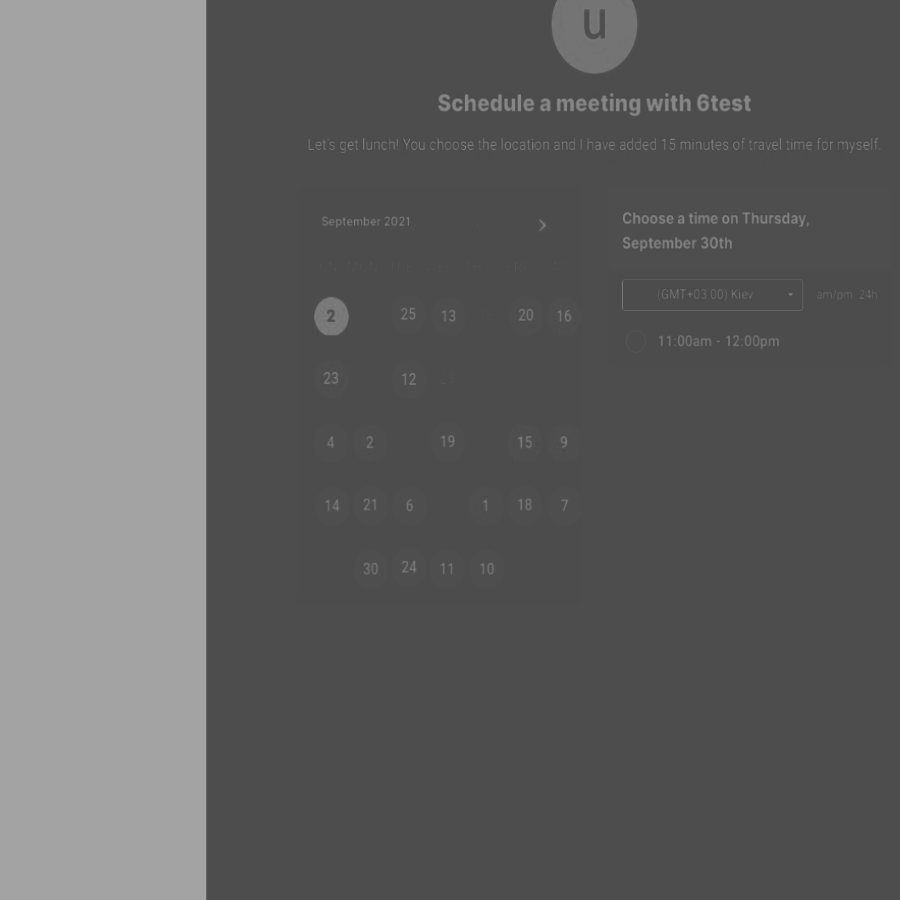 u
Schedule a meeting with 6test
Let's get lunch! You choose the location and I have added 15 minutes of travel time for myself.
September 2021
2 25 13 20 16
23 12
4 2 19 15 9
14 21 6 1 18 7
30 24 11 10
Choose a time on Thursday,
September 30th
(GMT+03:00) Kiev am/pm 24h
11:00am - 12:00pm